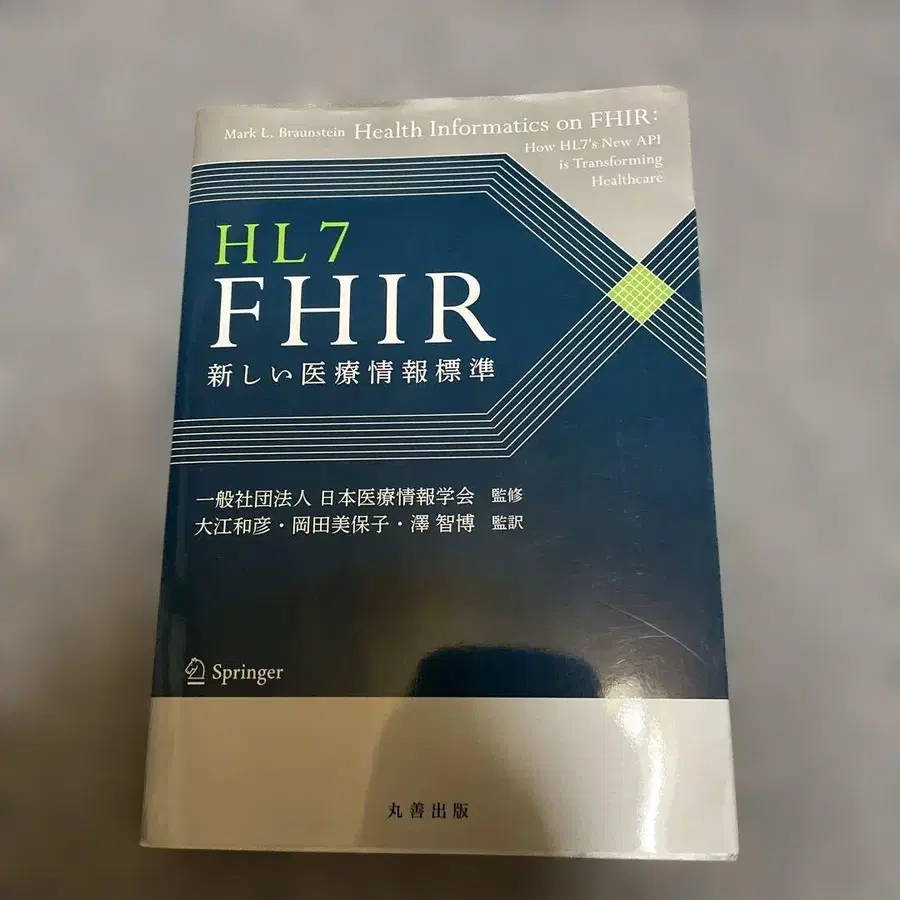 Mark L. Braunstein Health Informatics on FHIR:
How HL7's New API
is Transforming
Healthcare
HL7
FHIR
新しい医療情報標準
一般社団法人 日本医療情報学会 監修
大江和彦・岡田美保子・澤 智博 監訳
Springer
丸善出版